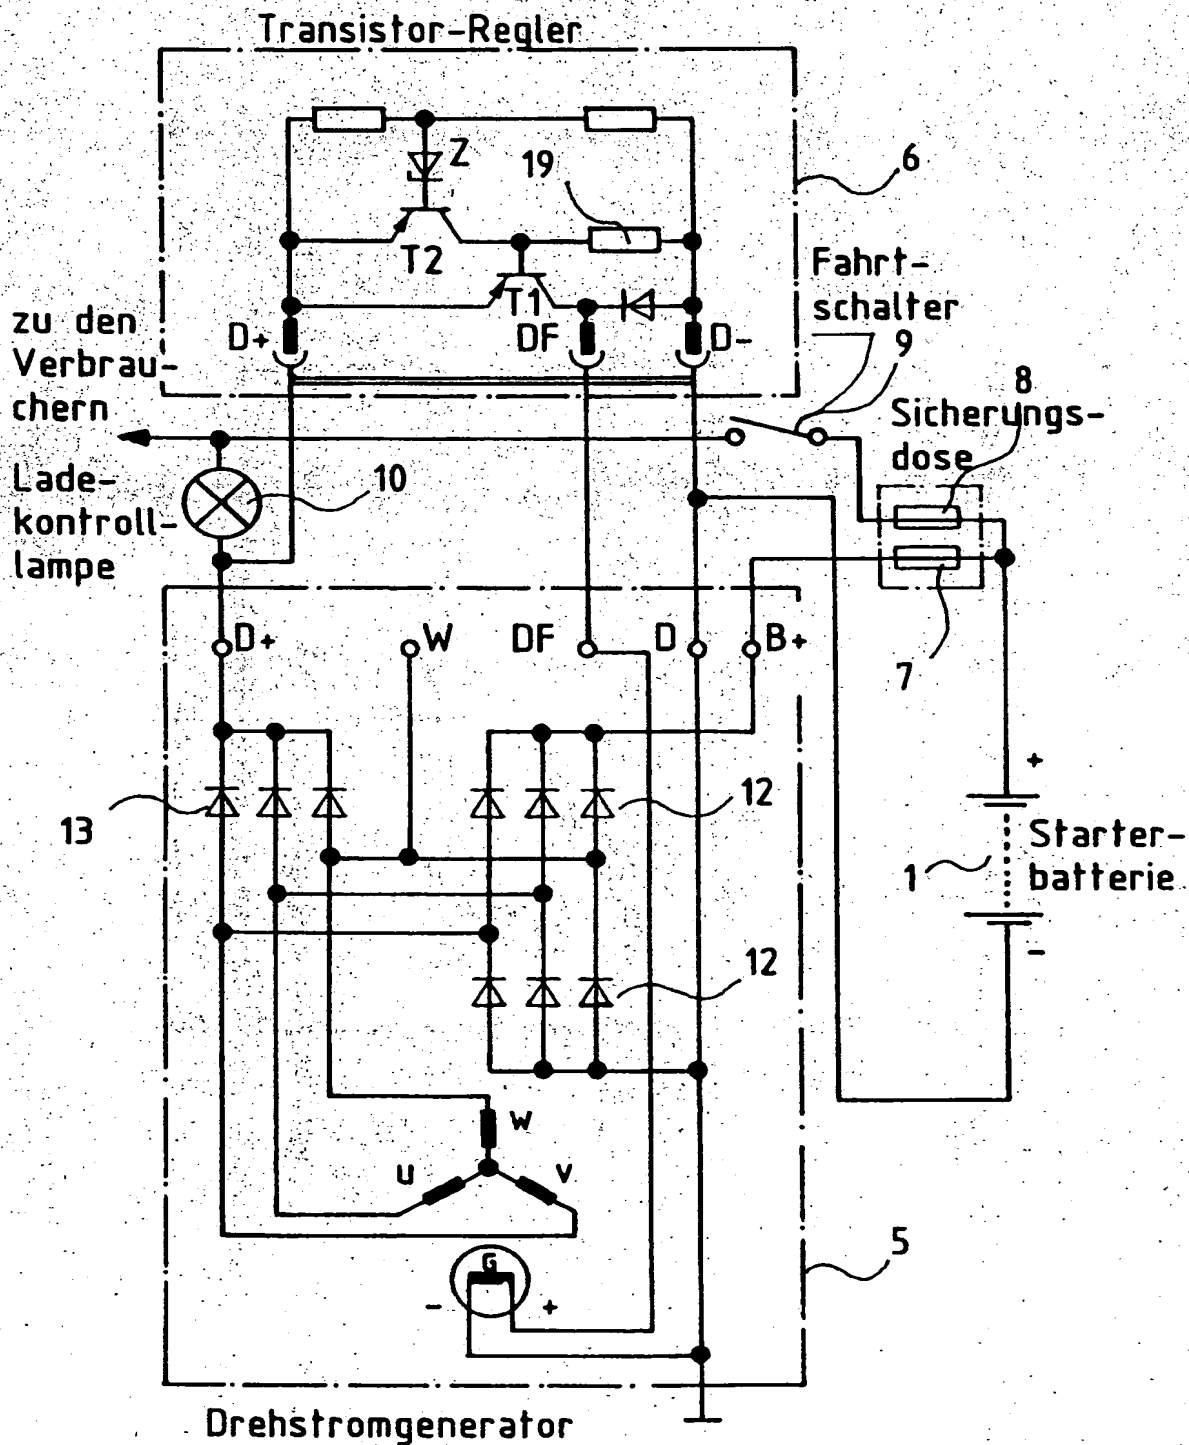 Transistor-Regler
Z
19
6
T2
T1
Fahrt-
schalter
9
zu den
Verbrau-
chern
D+
DF
D-
8
Sicherungs-
dose
Lade-
kontroll-
lampe
10
7
D+
W
DF
D
B+
13
12
12
+
Starter-
batterie
1
-
w
u
v
G
-
+
5
Drehstromgenerator